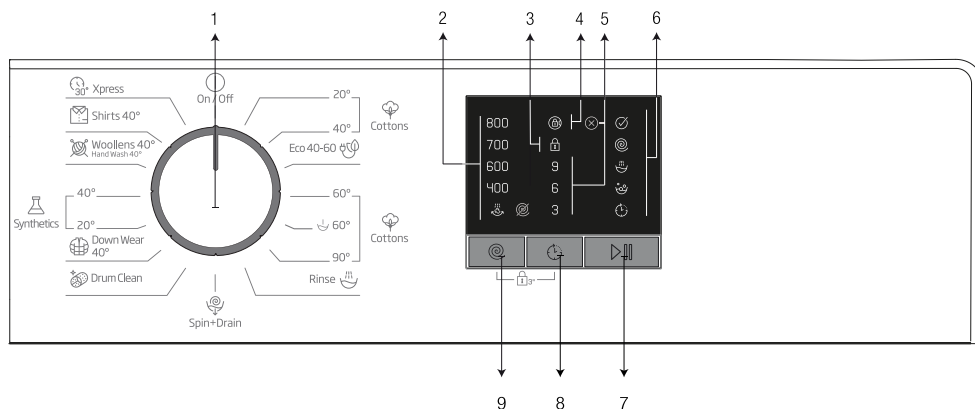 1
2
3
4
5
6
On / Off
30° Xpress
Shirts 40°
Woollens 40°
Hand Wash 40°
Synthetics
40°
20°
Down Wear
40°
Drum Clean
Spin+Drain
20°
40°
Cottons
Eco 40-60
60°
60°
90°
Cottons
Rinse
800
700
600
9
400
6
3
3"
9
8
7